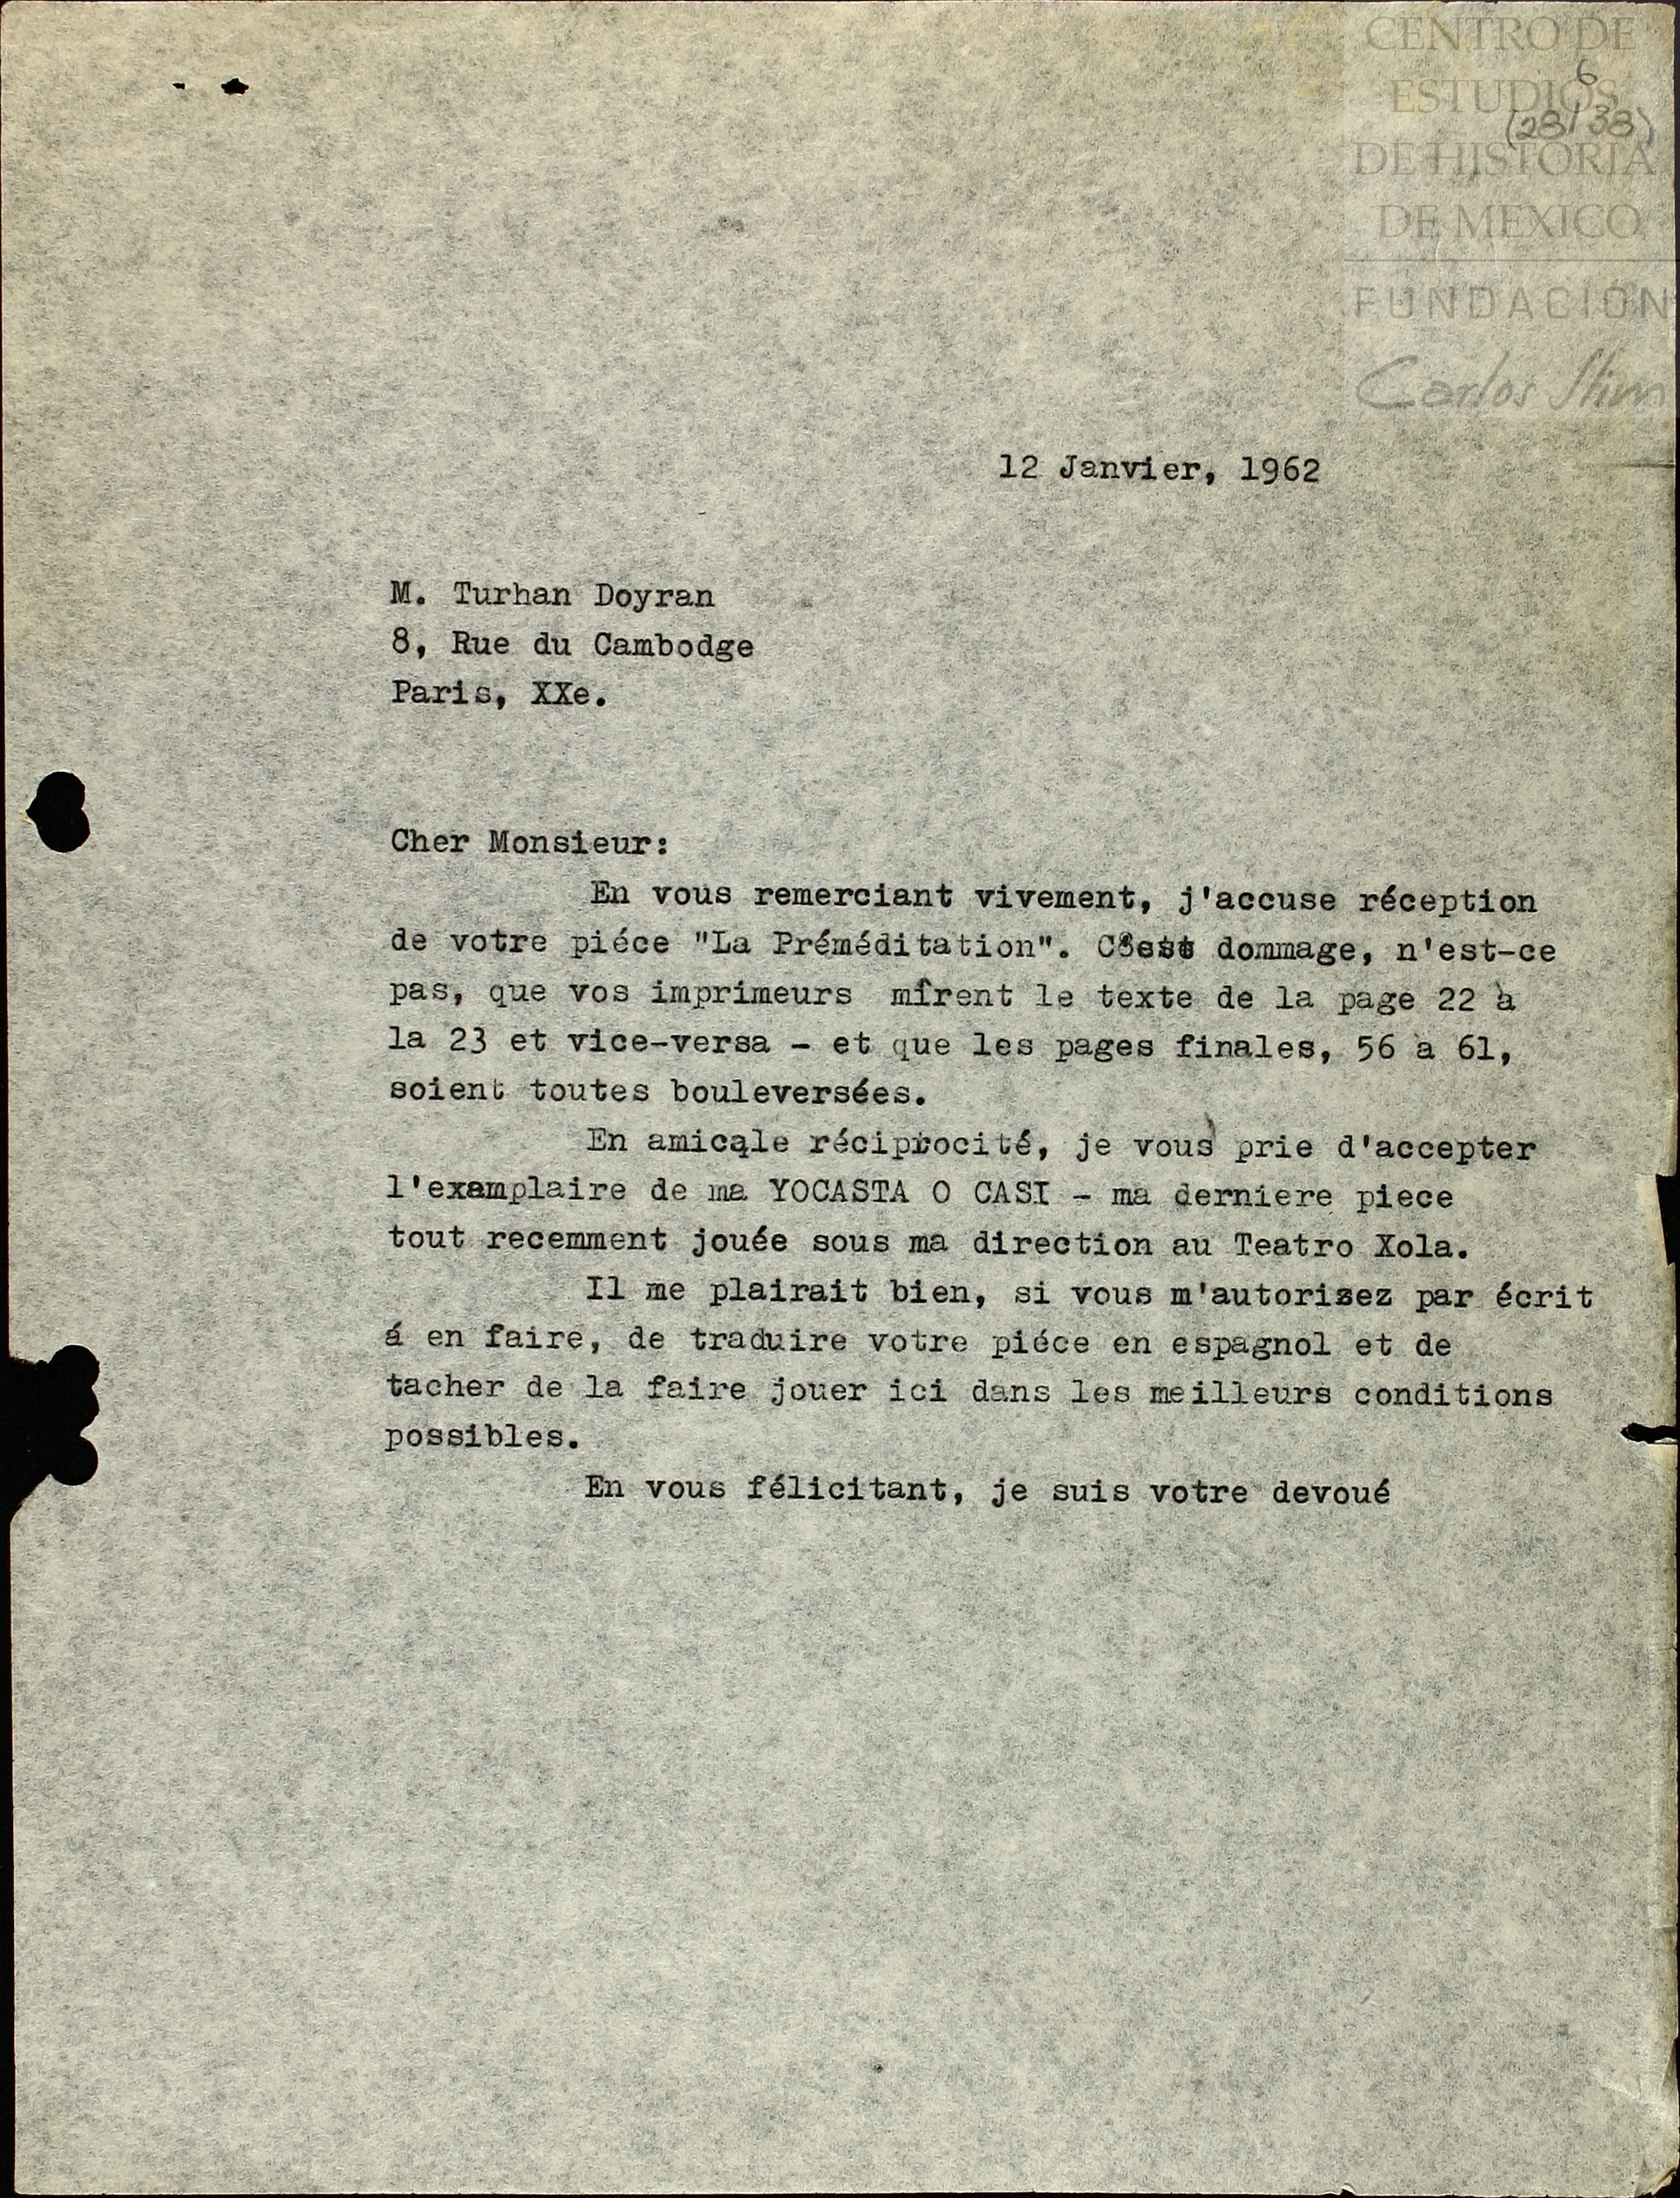 CENTRO DE
ESTUDIOS
6
(28/38)
DE HISTORIA
DE MEXICO
FUNDACION
Carlos Slim
12 Janvier, 1962
M. Turhan Doyran
8, Rue du Cambodge
Paris, XXe.
Cher Monsieur:
En vous remerciant vivement, j'accuse réception
de votre piéce "La Préméditation". C'est dommage, n'est-ce
pas, que vos imprimeurs mîrent le texte de la page 22 à
la 23 et vice-versa - et que les pages finales, 56 à 61,
soient toutes bouleversées.
En amicale réciprocité, je vous prie d'accepter
l'examplaire de ma YOCASTA O CASI - ma derniere piece
tout recemment jouée sous ma direction au Teatro Xola.
Il me plairait bien, si vous m'autorisez par écrit
á en faire, de traduire votre piéce en espagnol et de
tacher de la faire jouer ici dans les meilleurs conditions
possibles.
En vous félicitant, je suis votre devoué